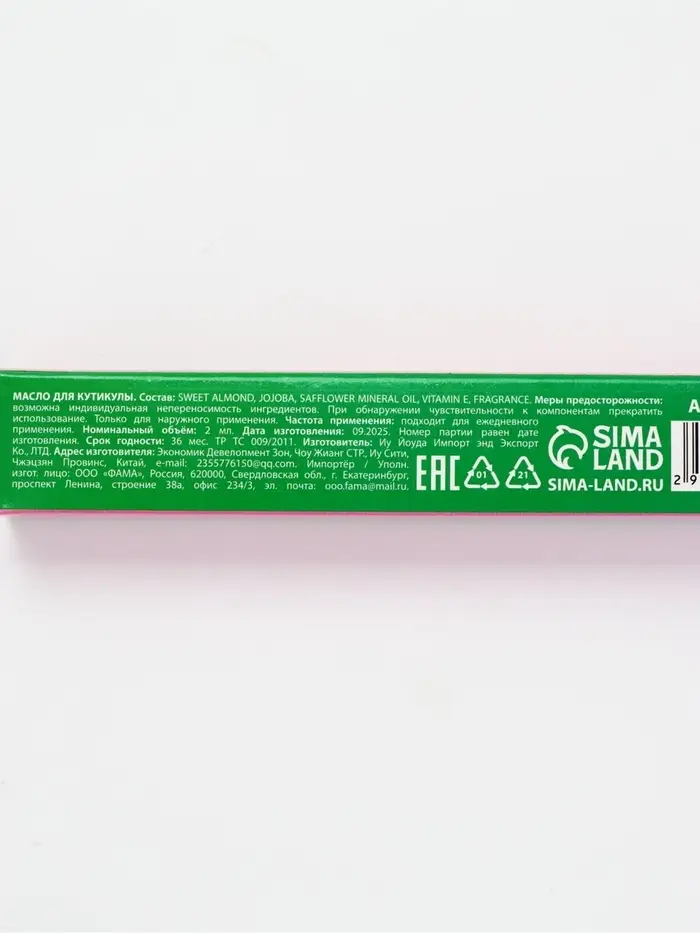 МАСЛО ДЛЯ КУТИКУЛЫ. Состав: SWEET ALMOND, JOJOBA, SAFFLOWER MINERAL OIL, VITAMIN E, FRAGRANCE. Меры предосторожности:
возможна индивидуальная непереносимость ингредиентов. При обнаружении чувствительности к компонентам прекратить
использование. Только для наружного применения. Частота применения: подходит для ежедневного
применения. Номинальный объём: 2 мл. Дата изготовления: 09.2025. Номер партии равен дате
изготовления. Срок годности: 36 мес. ТР ТС 009/2011. Изготовитель: Иу Йоуда Импорт энд Экспорт
Ко., ЛТД. Адрес изготовителя: Экономик Девелопмент Зон, Чоу Жианг СТР., Иу Сити,
Чжэцзян Провинс, Китай, e-mail: 2355776150@qq.com. Импортёр / Уполн.
изгот. лицо: ООО «ФАМА», Россия, 620000, Свердловская обл., г. Екатеринбург,
проспект Ленина, строение 38а, офис 234/3, эл. почта: ooo.fama@mail.ru.
EAC
01
21
SIMA
LAND
SIMA-LAND.RU
A
2 9